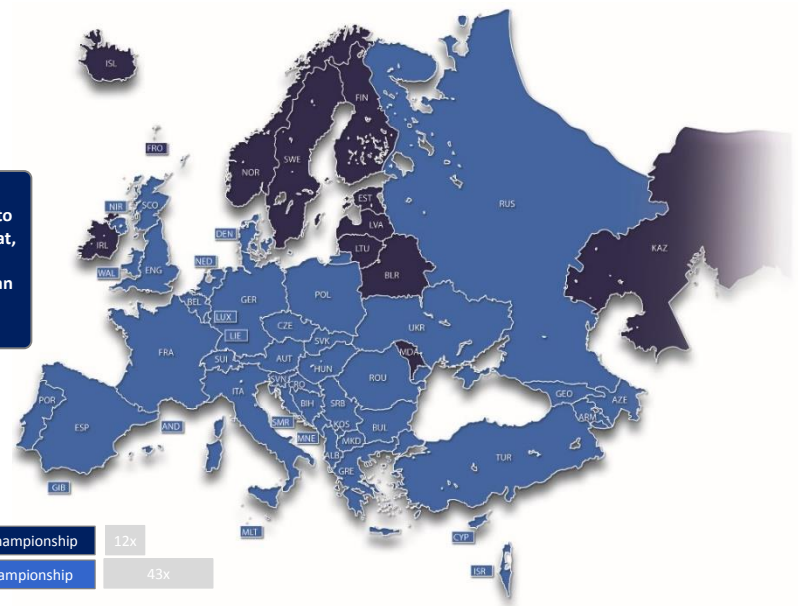 ISL
FIN
FRO
NOR
SWE
EST
RUS
NIR
SCO
to
at,
an
IRL
DEN
LVA
LTU
KAZ
WAL
ENG
NED
BLR
BEL
GER
POL
LUX
LIE
CZE
UKR
SVK
FRA
SUI
AUT
HUN
MDA
SVN
CRO
ROU
ITA
BIH
SRB
GEO
AZE
ARM
POR
ESP
AND
SMR
MNE
KOS
BUL
MKD
ALB
GRE
TUR
GIB
MLT
CYP
ISR
hampionship
12x
ampionship
43x